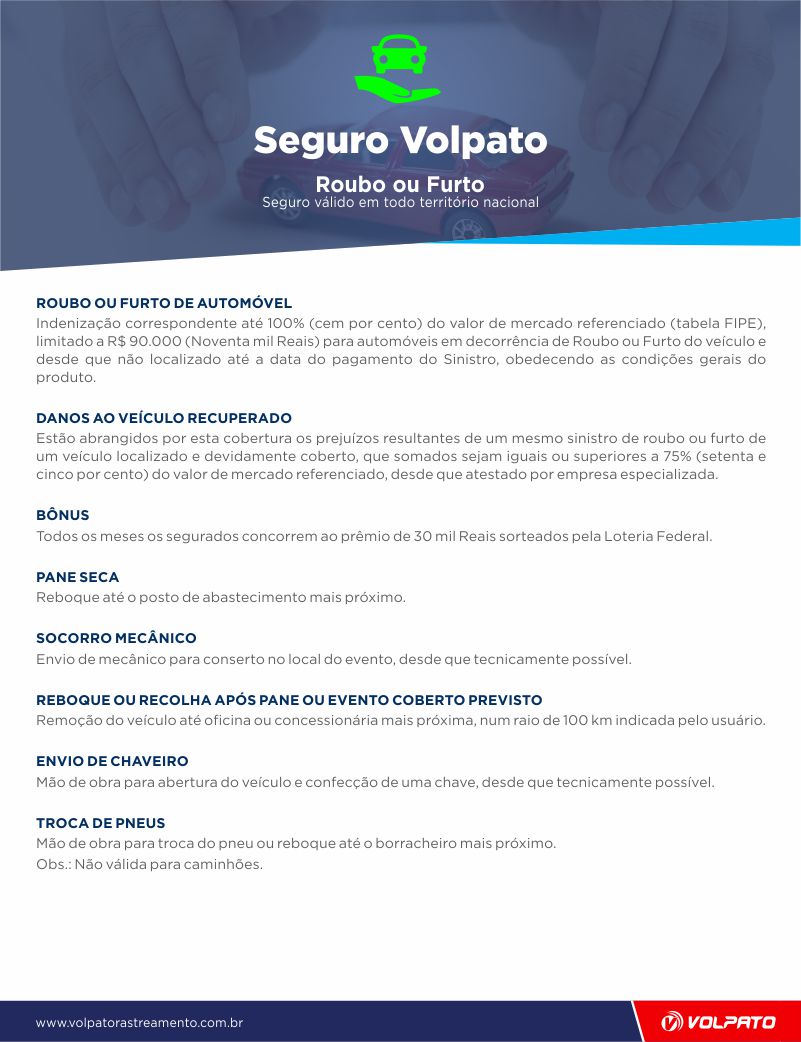 Seguro Volpato
Roubo ou Furto
Seguro válido em todo território nacional
ROUBO OU FURTO DE AUTOMÓVEL
Indenização correspondente até 100% (cem por cento) do valor de mercado referenciado (tabela FIPE),
limitado a R$ 90.000 (Noventa mil Reais) para automóveis em decorrência de Roubo ou Furto do veículo e
desde que não localizado até a data do pagamento do Sinistro, obedecendo as condições gerais do
produto.
DANOS AO VEÍCULO RECUPERADO
Estão abrangidos por esta cobertura os prejuízos resultantes de um mesmo sinistro de roubo ou furto de
um veículo localizado e devidamente coberto, que somados sejam iguais ou superiores a 75% (setenta e
cinco por cento) do valor de mercado referenciado, desde que atestado por empresa especializada.
BÔNUS
Todos os meses os segurados concorrem ao prêmio de 30 mil Reais sorteados pela Loteria Federal.
PANE SECA
Reboque até o posto de abastecimento mais próximo.
SOCORRO MECÂNICO
Envio de mecânico para conserto no local do evento, desde que tecnicamente possível.
REBOQUE OU RECOLHA APÓS PANE OU EVENTO COBERTO PREVISTO
Remoção do veículo até oficina ou concessionária mais próxima, num raio de 100 km indicada pelo usuário.
ENVIO DE CHAVEIRO
Mão de obra para abertura do veículo e confecção de uma chave, desde que tecnicamente possível.
TROCA DE PNEUS
Mão de obra para troca do pneu ou reboque até o borracheiro mais próximo.
Obs.: Não válida para caminhões.
www.volpatorastreamento.com.br
VOLPATO